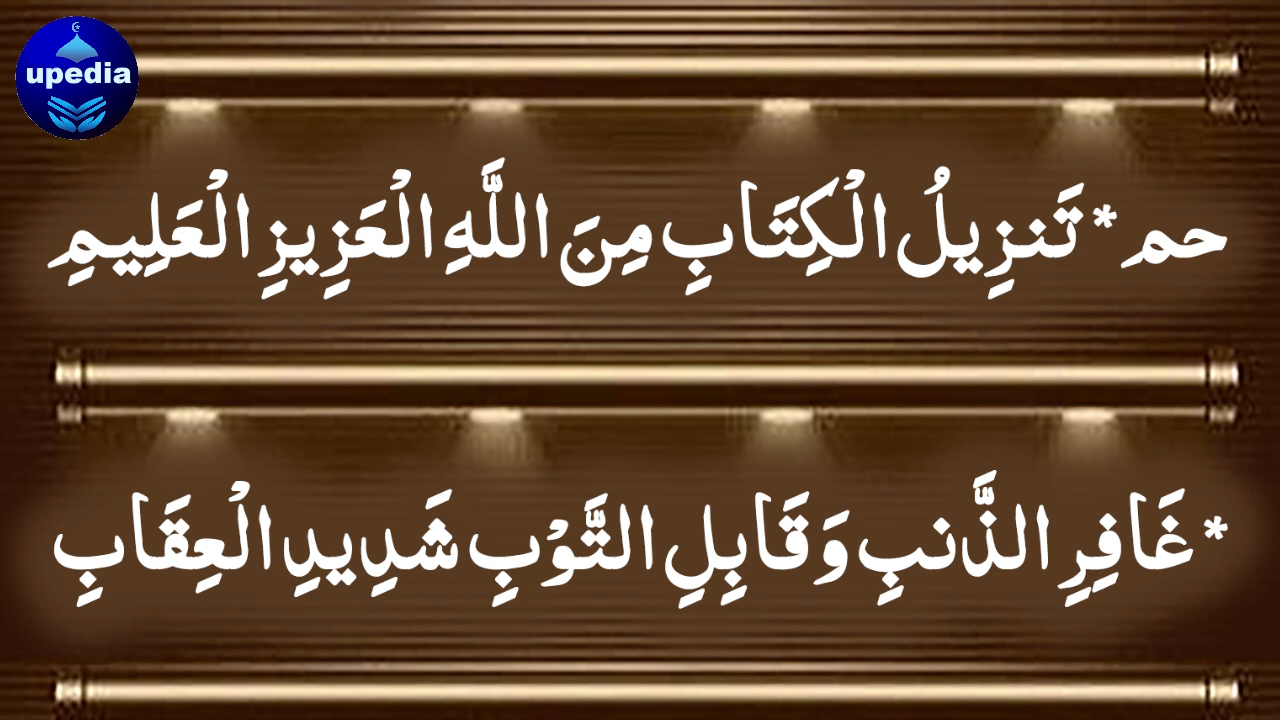 upedia
حم * تَنزِيلُ الْكِتَابِ مِنَ اللَّهِ الْعَزِيزِ الْعَلِيمِ
* غَافِرِ الذَّنبِ وَقَابِلِ التَّوْبِ شَدِيدِ الْعِقَابِ